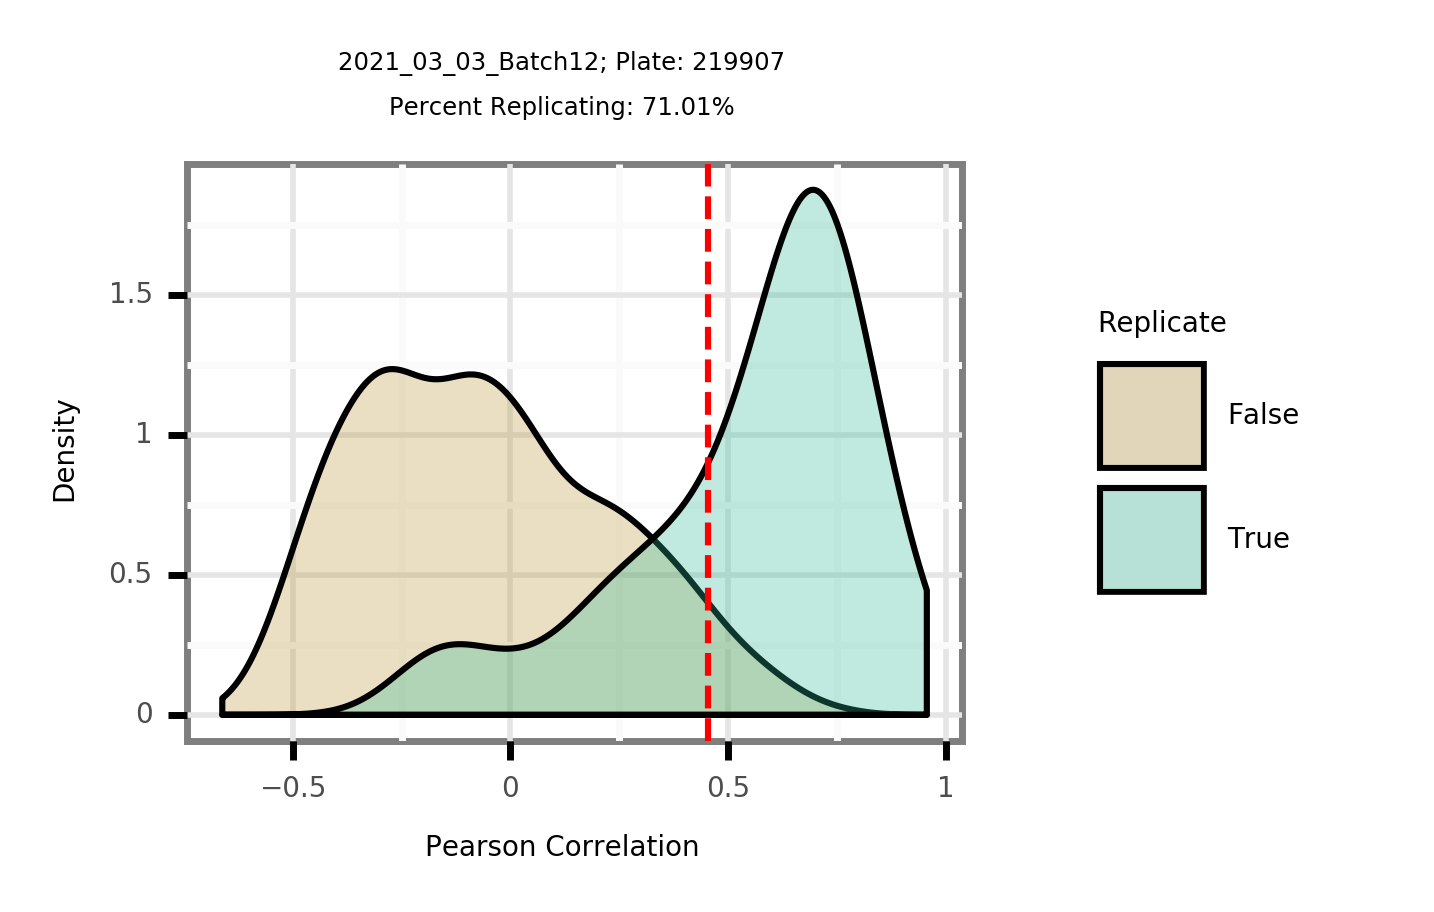 2021_03_03_Batch12; Plate: 219907
Percent Replicating: 71.01%
Density
1.5
1
0.5
0
−0.5
0
0.5
1
Pearson Correlation
Replicate
False
True